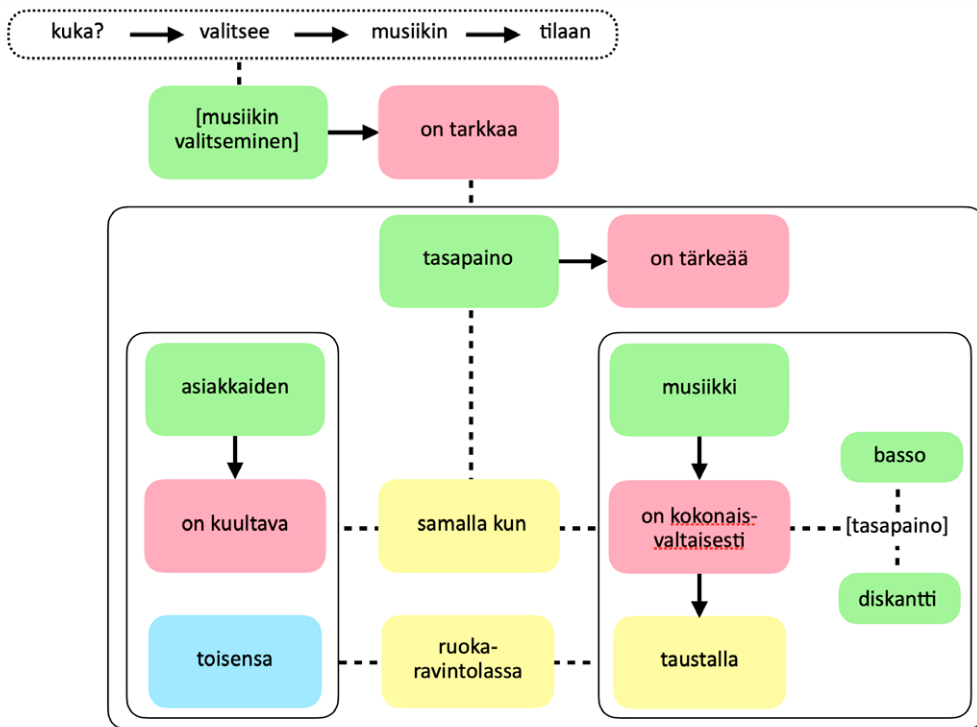 kuka? valitsee musiikin tilaan
[musiikin
valitseminen]
on tarkkaa
tasapaino
on tärkeää
asiakkaiden
on kuultava
toisensa
samalla kun
ruoka-
ravintolassa
musiikki
on kokonais-
valtaisesti
taustalla
basso
[tasapaino]
diskantti